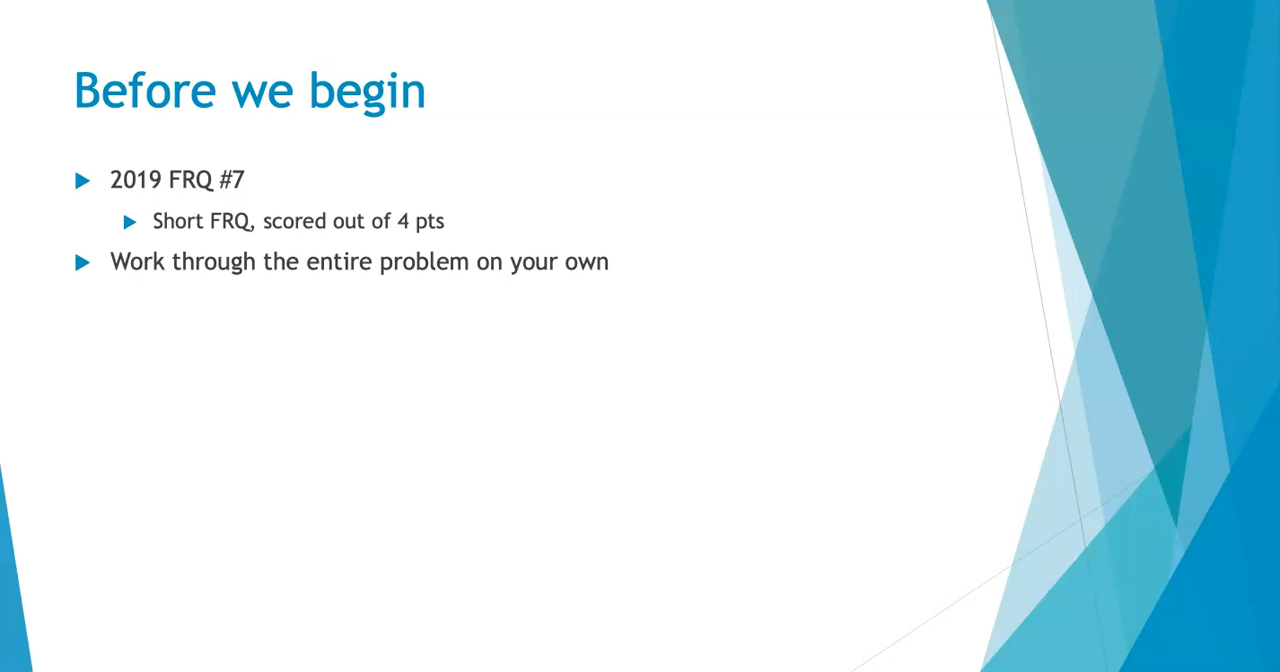 Before we begin
2019 FRQ #7
Short FRQ, scored out of 4 pts
Work through the entire problem on your own